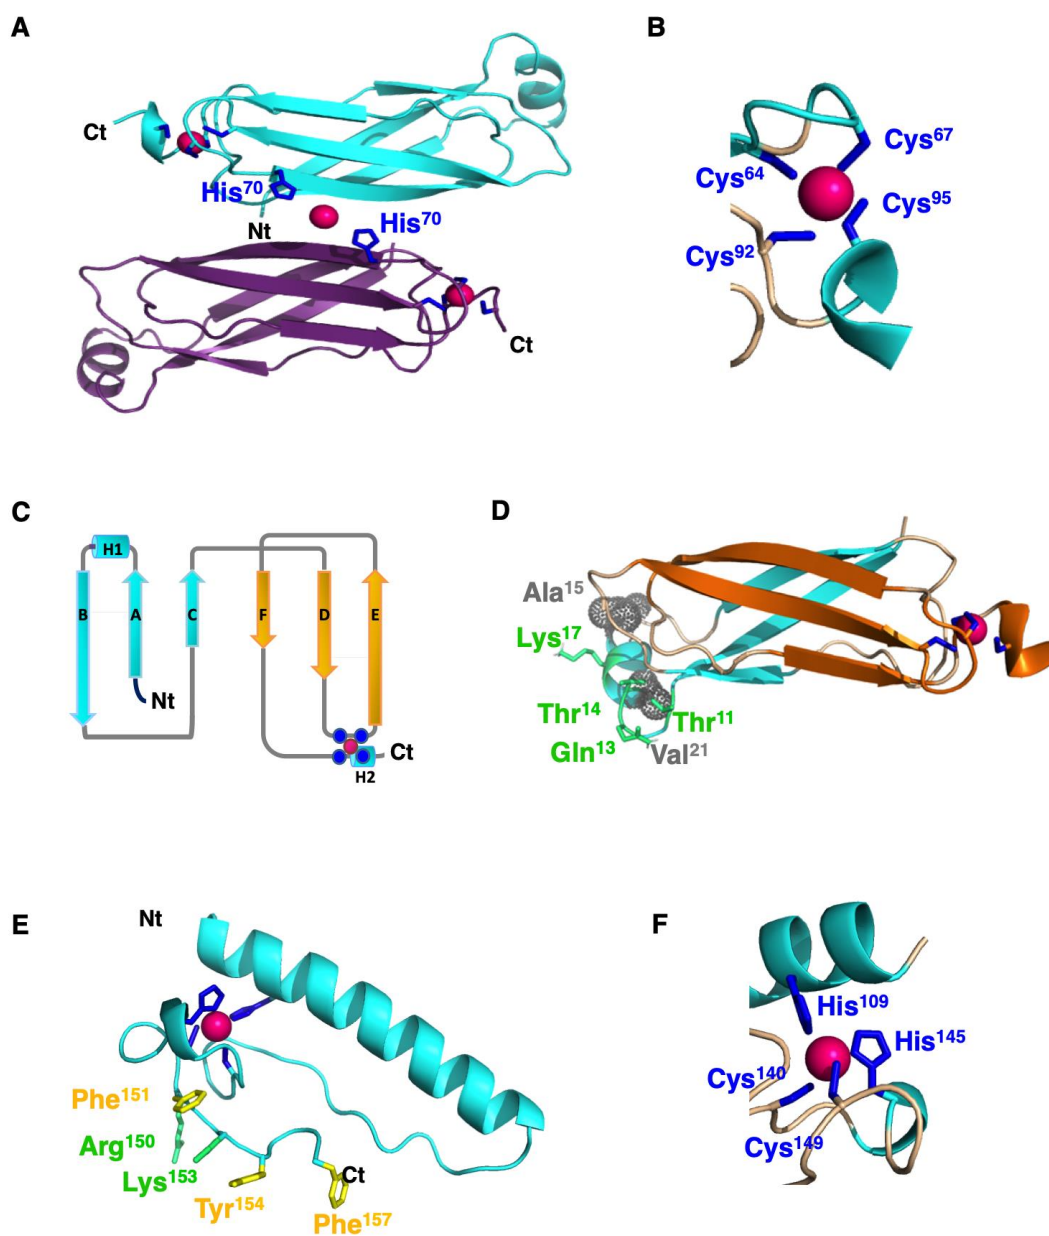 A
B
Ct
His⁷⁰
His⁷⁰
Nt
Ct
Cys⁶⁷
Cys⁶⁴
Cys⁹⁵
Cys⁹²
C
D
H1
B
A
C
F
D
E
Nt
Ct
H2
Ala¹⁵
Lys¹⁷
Thr¹⁴
Thr¹¹
Gln¹³
Val²¹
E
F
Nt
Phe¹⁵¹
Arg¹⁵⁰
Lys¹⁵³
Tyr¹⁵⁴
Ct
Phe¹⁵⁷
His¹⁰⁹
His¹⁴⁵
Cys¹⁴⁰
Cys¹⁴⁹